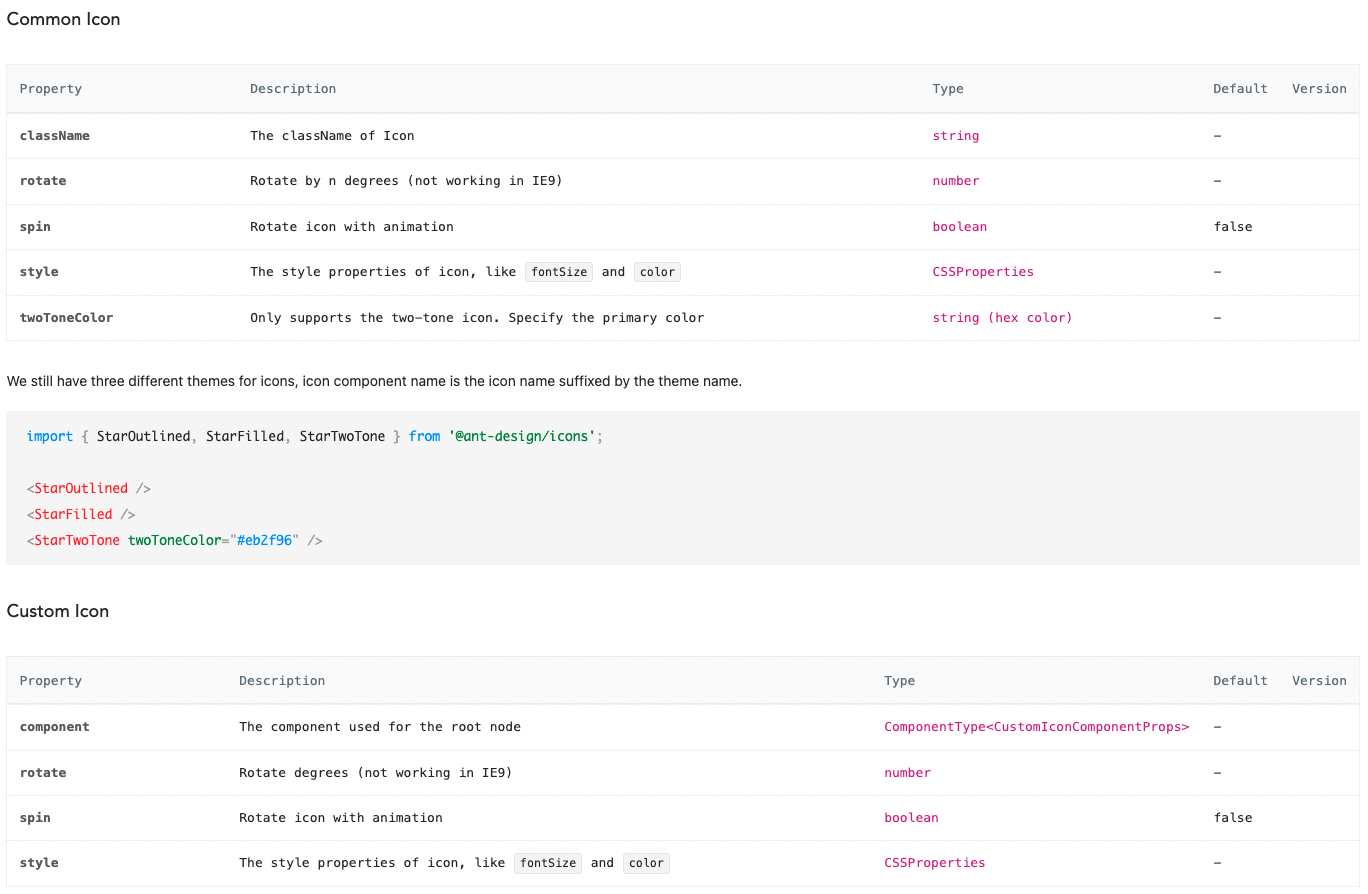 Common Icon
Property Description Type Default Version
className The className of Icon string –
rotate Rotate by n degrees (not working in IE9) number –
spin Rotate icon with animation boolean false
style The style properties of icon, like fontSize and color CSSProperties –
twoToneColor Only supports the two-tone icon. Specify the primary color string (hex color) –
We still have three different themes for icons, icon component name is the icon name suffixed by the theme name.
import { StarOutlined, StarFilled, StarTwoTone } from '@ant-design/icons';
<StarOutlined />
<StarFilled />
<StarTwoTone twoToneColor="#eb2f96" />
Custom Icon
Property Description Type Default Version
component The component used for the root node ComponentType<CustomIconComponentProps> –
rotate Rotate degrees (not working in IE9) number –
spin Rotate icon with animation boolean false
style The style properties of icon, like fontSize and color CSSProperties –